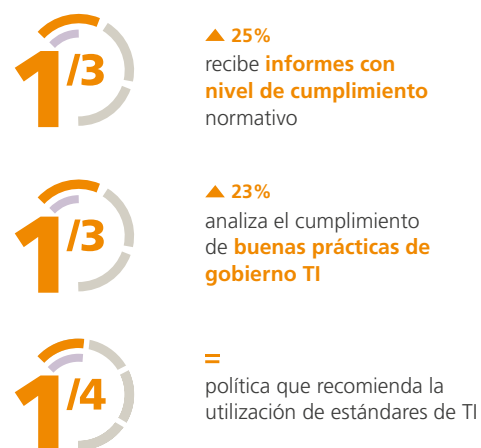 1/3
▲ 25%
recibe informes con
nivel de cumplimiento
normativo
1/3
▲ 23%
analiza el cumplimiento
de buenas prácticas de
gobierno TI
1/4
=
política que recomienda la
utilización de estándares de TI